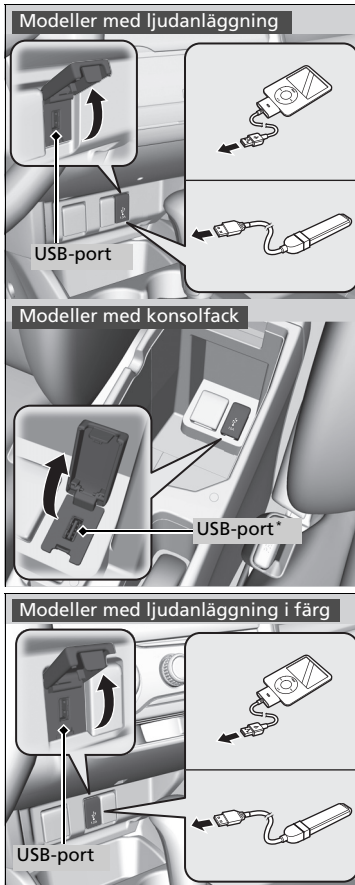 Modeller med ljudanläggning
USB-port
Modeller med konsolfack
USB-port*
Modeller med ljudanläggning i färg
USB-port